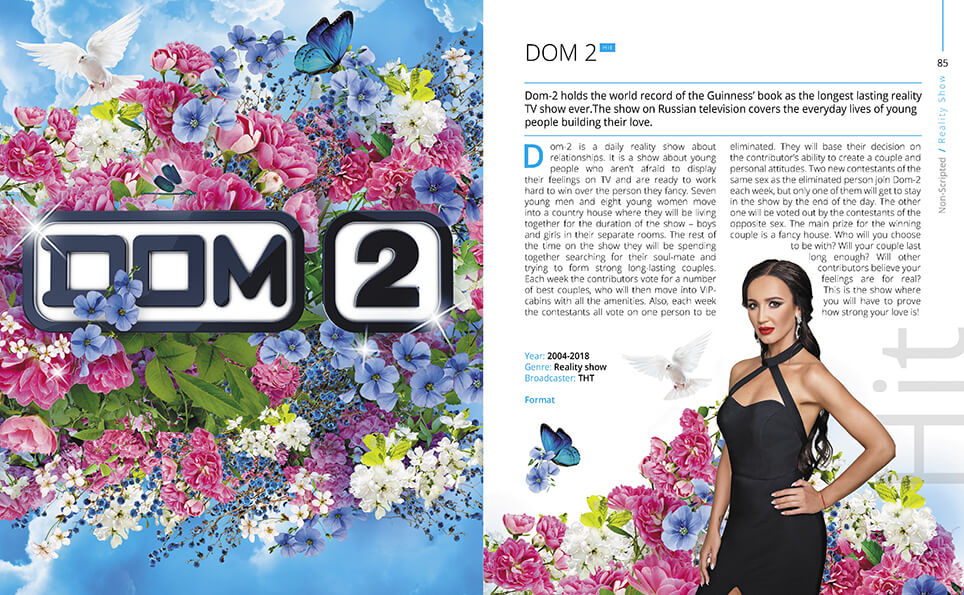 DOM 2
DOM 2 Hit
85
Non-Scripted / Reality Show
Dom-2 holds the world record of the Guinness' book as the longest lasting reality
TV show ever.The show on Russian television covers the everyday lives of young
people building their love.
Dom-2 is a daily reality show about
relationships. It is a show about young
people who aren't afraid to display
their feelings on TV and are ready to work
hard to win over the person they fancy. Seven
young men and eight young women move
into a country house where they will be living
together for the duration of the show – boys
and girls in their separate rooms. The rest of
the time on the show they will be spending
together searching for their soul-mate and
trying to form strong long-lasting couples.
Each week the contributors vote for a number
of best couples, who will then move into VIP-
cabins with all the amenities. Also, each week
the contestants all vote on one person to be
eliminated. They will base their decision on
the contributor's ability to create a couple and
personal attitudes. Two new contestants of the
same sex as the eliminated person join Dom-2
each week, but only one of them will get to stay
in the show by the end of the day. The other
one will be voted out by the contestants of the
opposite sex. The main prize for the winning
couple is a fancy house. Who will you choose
to be with? Will your couple last
long enough? Will other
contributors believe your
feelings are for real?
This is the show where
you will have to prove
how strong your love is!
Year: 2004-2018
Genre: Reality show
Broadcaster: THT
Format
Hit